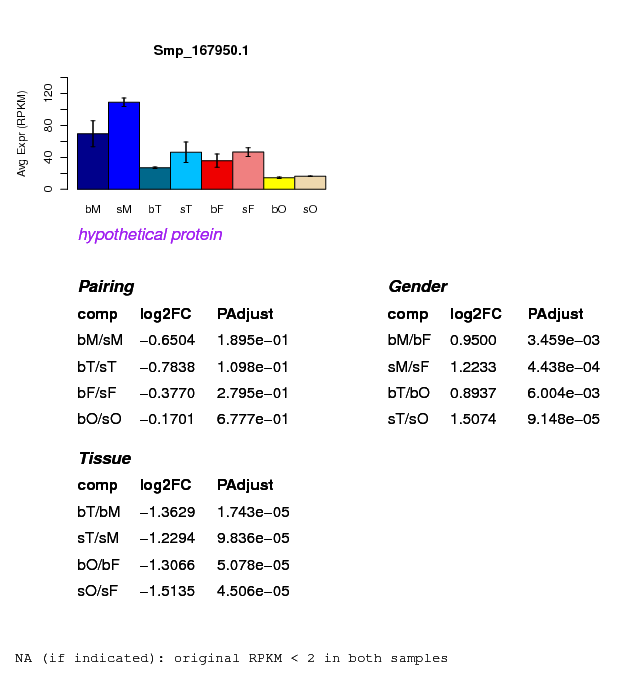 Smp_167950.1
Avg Expr (RPKM)
0 40 80 120
bM sM bT sT bF sF bO sO
hypothetical protein
Pairing
comp log2FC PAdjust
bM/sM −0.6504 1.895e−01
bT/sT −0.7838 1.098e−01
bF/sF −0.3770 2.795e−01
bO/sO −0.1701 6.777e−01
Gender
comp log2FC PAdjust
bM/bF 0.9500 3.459e−03
sM/sF 1.2233 4.438e−04
bT/bO 0.8937 6.004e−03
sT/sO 1.5074 9.148e−05
Tissue
comp log2FC PAdjust
bT/bM −1.3629 1.743e−05
sT/sM −1.2294 9.836e−05
bO/bF −1.3066 5.078e−05
sO/sF −1.5135 4.506e−05
NA (if indicated): original RPKM < 2 in both samples